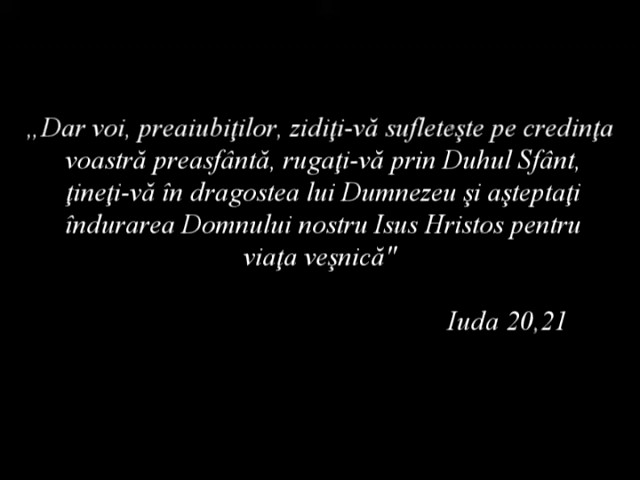 „Dar voi, preaiubiţilor, zidiţi-vă sufleteşte pe credinţa
voastră preasfântă, rugaţi-vă prin Duhul Sfânt,
ţineţi-vă în dragostea lui Dumnezeu şi aşteptaţi
îndurarea Domnului nostru Isus Hristos pentru
viaţa veşnică"
Iuda 20,21